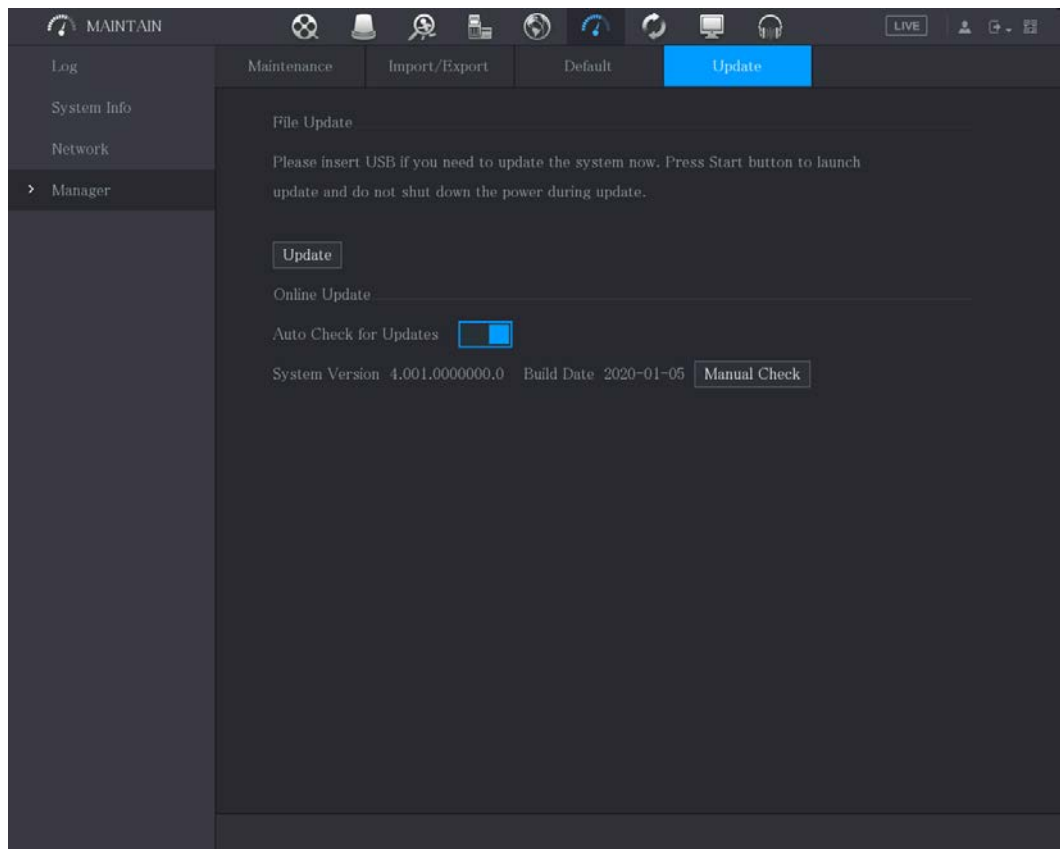 MAINTAIN
LIVE
Log
System Info
Network
Manager
Maintenance Import/Export Default Update
File Update
Please insert USB if you need to update the system now. Press Start button to launch
update and do not shut down the power during update.
Update
Online Update
Auto Check for Updates
System Version 4.001.0000000.0 Build Date 2020-01-05 Manual Check